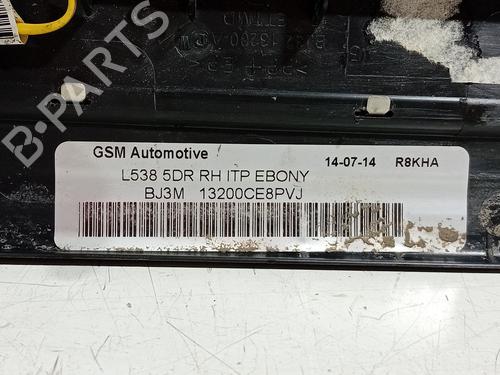 B-PARTS
GSM Automotive 14-07-14 R8KHA
L538 5DR RH ITP EBONY
BJ3M 13200CE8PVJ